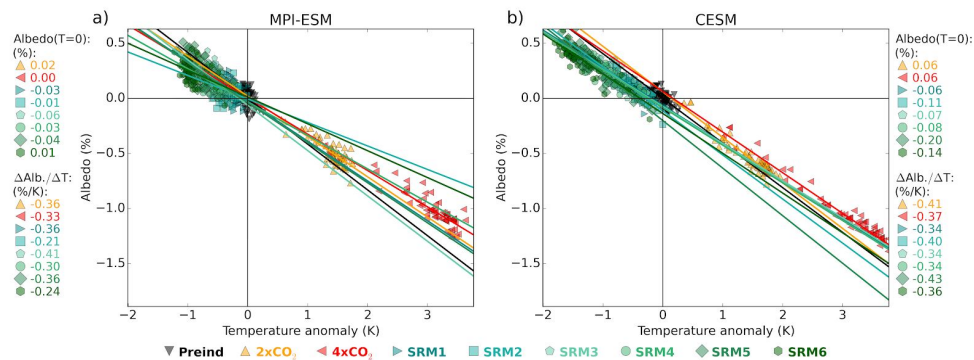 a) MPI-ESM
b) CESM
Albedo(T=0):
(%):
0.02
0.00
-0.03
-0.01
-0.06
-0.03
-0.04
0.01
ΔAlb./ΔT:
(%/K):
-0.36
-0.33
-0.36
-0.21
-0.41
-0.30
-0.36
-0.24
Albedo (%)
0.5
0.0
−0.5
−1.0
−1.5
−2 −1 0 1 2 3
Temperature anomaly (K)
Albedo (%)
0.5
0.0
−0.5
−1.0
−1.5
−2 −1 0 1 2 3
Temperature anomaly (K)
Albedo(T=0):
(%):
0.06
0.06
-0.06
-0.11
-0.07
-0.08
-0.20
-0.14
ΔAlb./ΔT:
(%/K):
-0.41
-0.37
-0.34
-0.40
-0.34
-0.34
-0.43
-0.36
Preind 2xCO₂ 4xCO₂ SRM1 SRM2 SRM3 SRM4 SRM5 SRM6